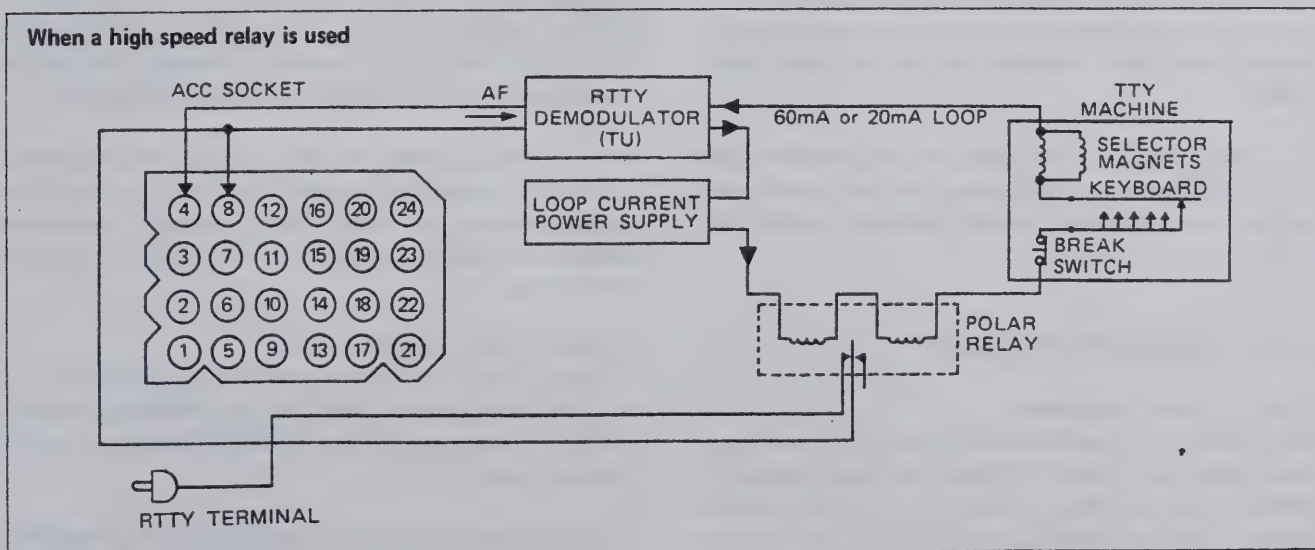 When a high speed relay is used
ACC SOCKET
AF
RTTY
DEMODULATOR
(TU)
60mA or 20mA LOOP
TTY
MACHINE
SELECTOR
MAGNETS
KEYBOARD
BREAK
SWITCH
LOOP CURRENT
POWER SUPPLY
4 8 12 16 20 24
3 7 11 15 19 23
2 6 10 14 18 22
1 5 9 13 17 21
POLAR
RELAY
RTTY TERMINAL